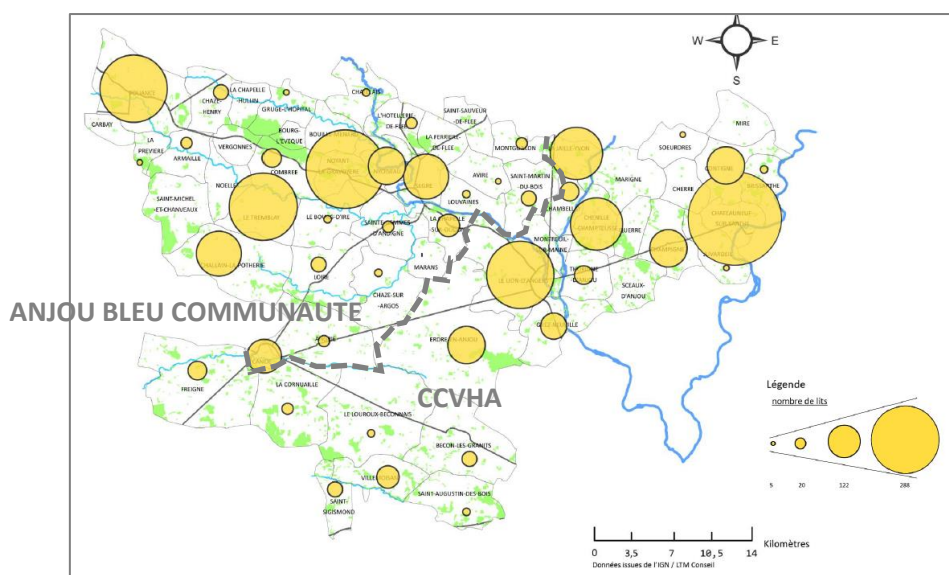 N
W E
S
MIRE
LA CHAPELLE
-HULLIN
CHAZE-
HENRY
GRUGE-L'HOPITAL
L'HOTELLERIE
-DE-FLEE
SAINT-SAUVEUR
-DE-FLEE
CARBAY
BOURG-
L'EVEQUE
LA FERRIERE-
DE-FLEE
SOEURDRES
LA
PREVIERE
VERGONNES
ARMAILLE
MONTGUILLON
MARIGNE
CHERRE
COMBREE
AVIRE
SAINT-MARTIN
-DU-BOIS
NOELLET
SAINT-MICHEL
-ET-CHANVEAUX
LE TREMBLAY
LE BOURG-D'IRE
LOUVAINES
LOIRE
MARANS
CHAZE-SUR
-ARGOS
SCEAUX-
D'ANJOU
ANJOU BLEU COMMUNAUTE
FREIGNE
LA CORNUAILLE
CCVHA
LE LOUROUX-BECONNAIS
BECON-LES-GRANITS
SAINT-
SIGISMOND
SAINT-AUGUSTIN-DES-BOIS
Légende
nombre de lits
5 20 122 288
Kilomètres
0 3,5 7 10,5 14
Données issues de l'IGN / LTM Conseil